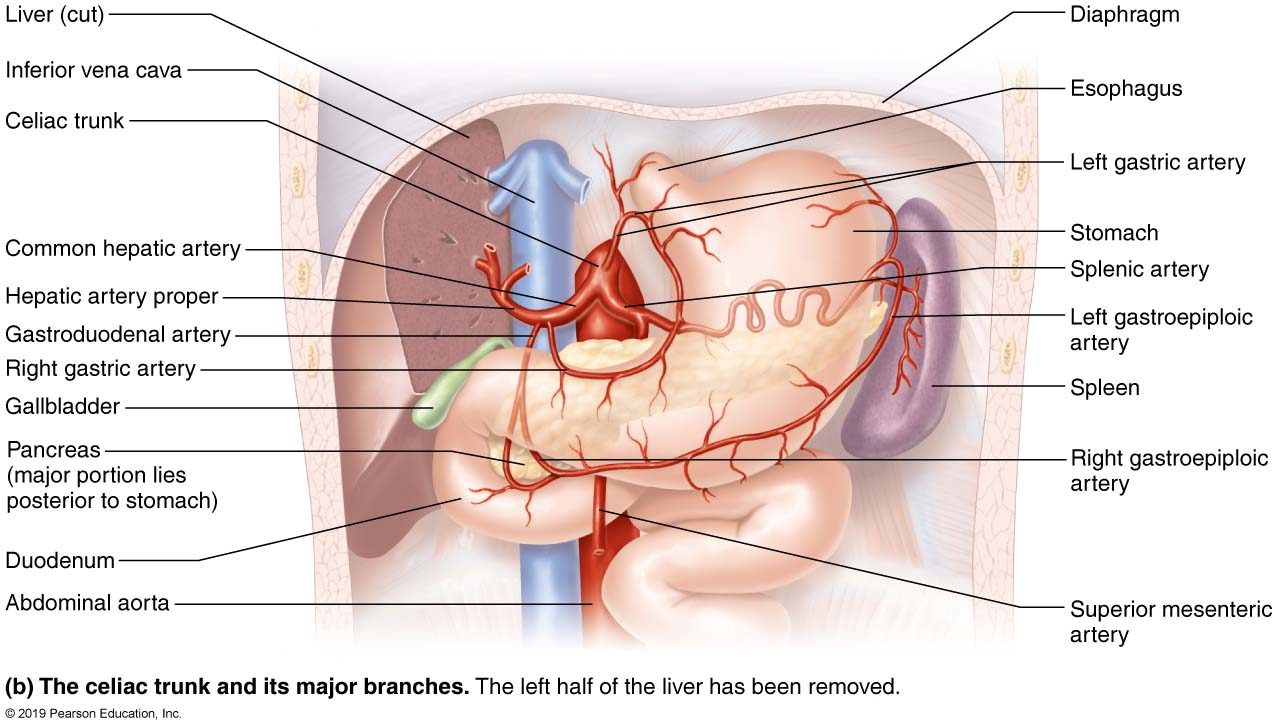 Liver (cut)
Inferior vena cava
Celiac trunk
Common hepatic artery
Hepatic artery proper
Gastroduodenal artery
Right gastric artery
Gallbladder
Pancreas
(major portion lies
posterior to stomach)
Duodenum
Abdominal aorta
Diaphragm
Esophagus
Left gastric artery
Stomach
Splenic artery
Left gastroepiploic
artery
Spleen
Right gastroepiploic
artery
Superior mesenteric
artery
(b) The celiac trunk and its major branches. The left half of the liver has been removed.
© 2019 Pearson Education, Inc.